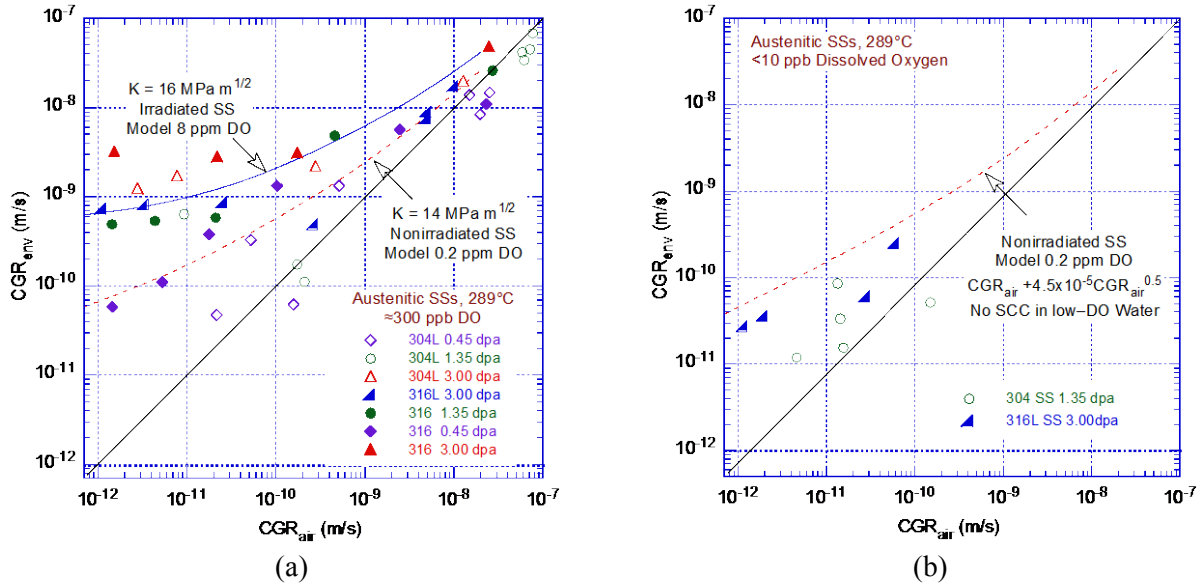 10⁻⁷
10⁻⁸
10⁻⁹
10⁻¹⁰
10⁻¹¹
10⁻¹²
CGRenv (m/s)
K = 16 MPa m^1/2
Irradiated SS
Model 8 ppm DO
K = 14 MPa m^1/2
Nonirradiated SS
Model 0.2 ppm DO
Austenitic SSs, 289°C
≈300 ppb DO
304L 0.45 dpa
304L 1.35 dpa
304L 3.00 dpa
316L 3.00 dpa
316 1.35 dpa
316 0.45 dpa
316 3.00 dpa
10⁻¹² 10⁻¹¹ 10⁻¹⁰ 10⁻⁹ 10⁻⁸ 10⁻⁷
CGRair (m/s)
(a)
10⁻⁷
10⁻⁸
10⁻⁹
10⁻¹⁰
10⁻¹¹
10⁻¹²
CGRenv (m/s)
Austenitic SSs, 289°C
<10 ppb Dissolved Oxygen
Nonirradiated SS
Model 0.2 ppm DO
CGRair +4.5x10⁻⁵CGRair^0.5
No SCC in low–DO Water
304 SS 1.35 dpa
316L SS 3.00dpa
10⁻¹² 10⁻¹¹ 10⁻¹⁰ 10⁻⁹ 10⁻⁸ 10⁻⁷
CGRair (m/s)
(b)